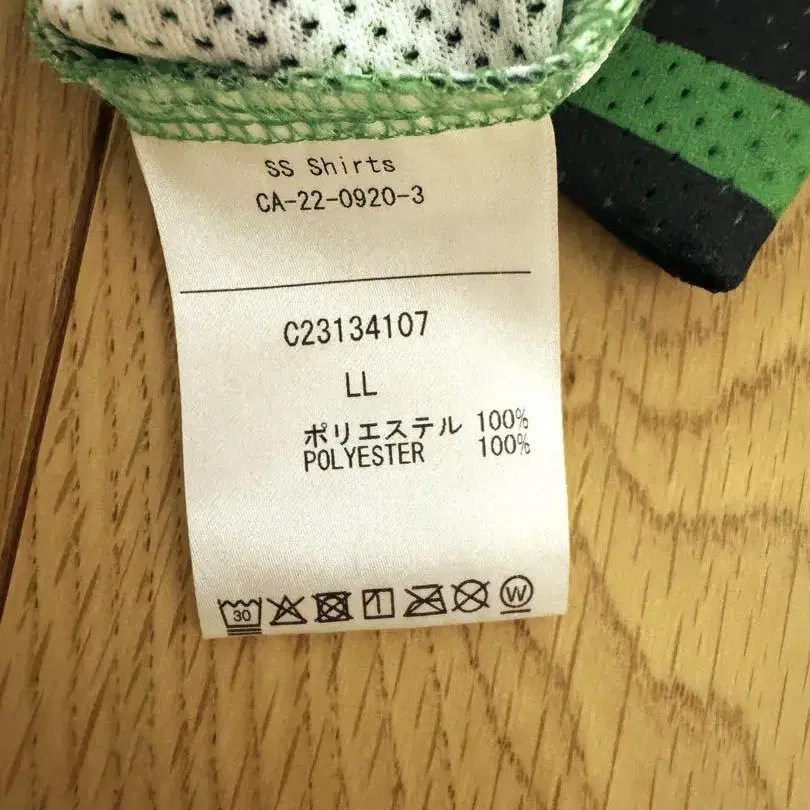 SS Shirts
CA-22-0920-3
C23134107
LL
ポリエステル 100%
POLYESTER 100%
30 W